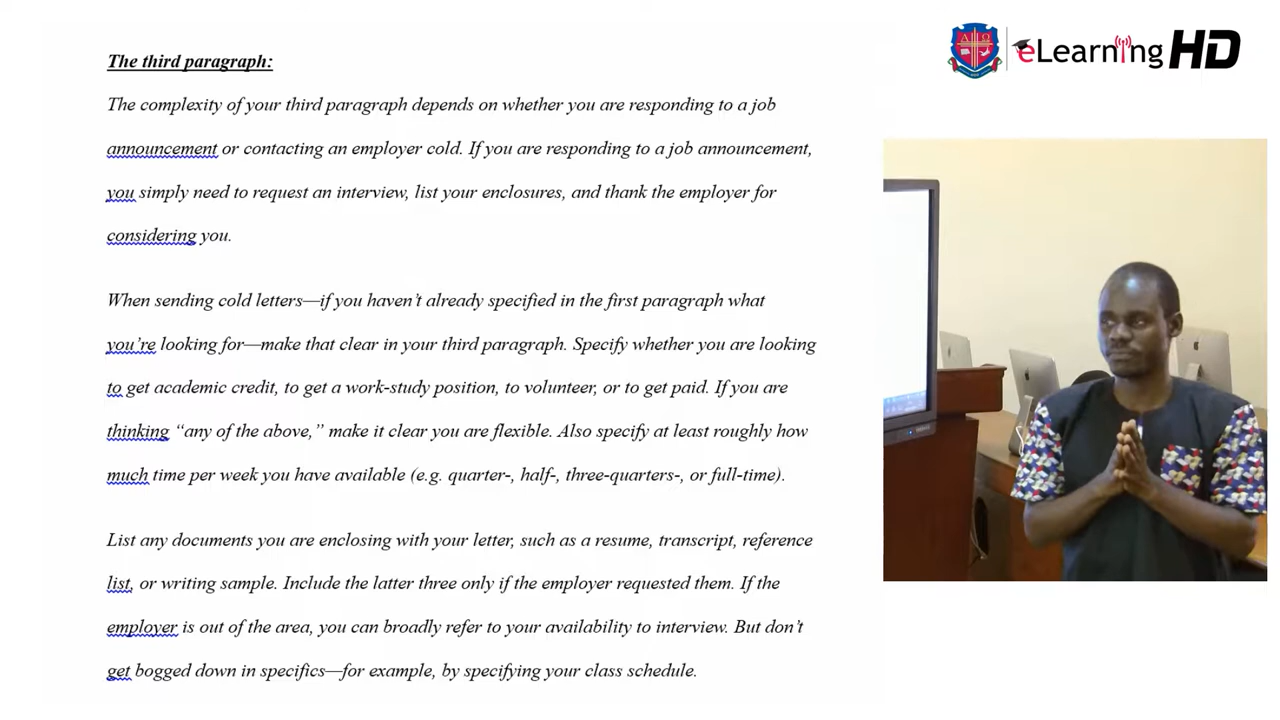 The third paragraph:
The complexity of your third paragraph depends on whether you are responding to a job
announcement or contacting an employer cold. If you are responding to a job announcement,
you simply need to request an interview, list your enclosures, and thank the employer for
considering you.
When sending cold letters—if you haven't already specified in the first paragraph what
you're looking for—make that clear in your third paragraph. Specify whether you are looking
to get academic credit, to get a work-study position, to volunteer, or to get paid. If you are
thinking “any of the above,” make it clear you are flexible. Also specify at least roughly how
much time per week you have available (e.g. quarter-, half-, three-quarters-, or full-time).
List any documents you are enclosing with your letter, such as a resume, transcript, reference
list, or writing sample. Include the latter three only if the employer requested them. If the
employer is out of the area, you can broadly refer to your availability to interview. But don't
get bogged down in specifics—for example, by specifying your class schedule.
eLearning HD
Α Ω